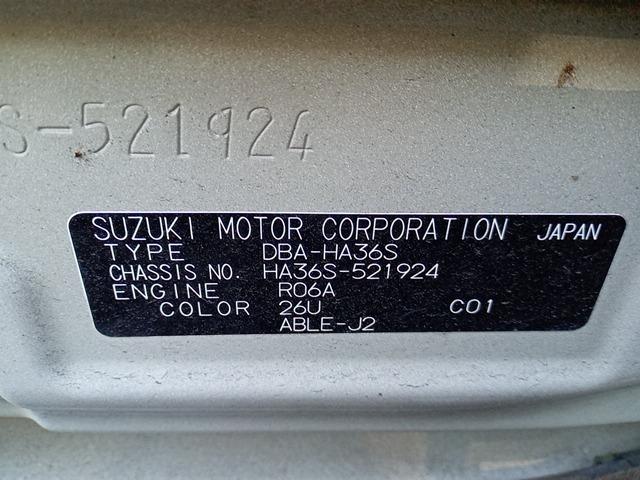 S-521924
SUZUKI MOTOR CORPORATION JAPAN
TYPE DBA-HA36S
CHASSIS NO. HA36S-521924
ENGINE R06A
COLOR 26U C01
ABLE-J2